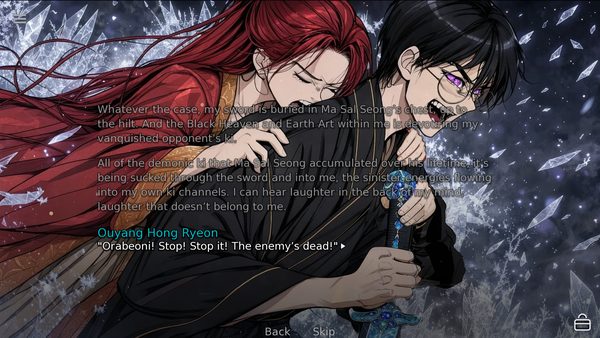 Whatever the case, my sword is buried in Ma Sal Seong's chest up to
the hilt. And the Black Heaven and Earth Art within me is devouring my
vanquished opponent's ki.
All of the demonic ki that Ma Sal Seong accumulated over his lifetime, it's
being sucked through the sword and into me, the sinister energies flowing
into my own ki channels. I can hear laughter in the back of my mind,
laughter that doesn't belong to me.
Ouyang Hong Ryeon
"Orabeoni! Stop! Stop it! The enemy's dead!"
Back Skip